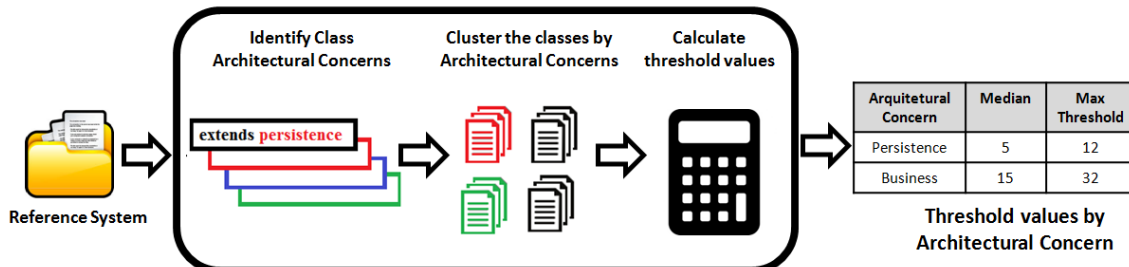 Reference System
Identify Class
Architectural Concerns
extends persistence
Cluster the classes by
Architectural Concerns
Calculate
threshold values
Arquitetural
Concern
Median
Max
Threshold
Persistence
5
12
Business
15
32
Threshold values by
Architectural Concern